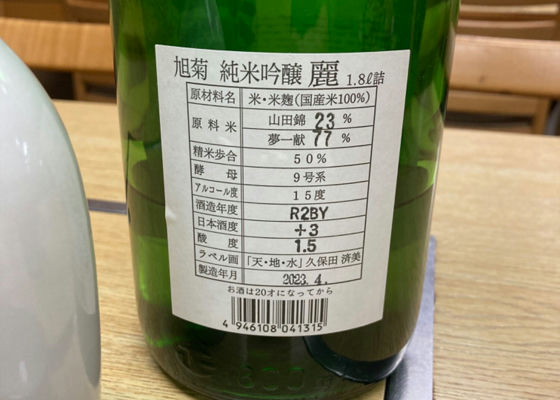 旭菊 純米吟醸 麗 1.8ℓ詰
原材料名 米・米麹(国産米100%)
原料米 山田錦 23 %
夢一献 77 %
精米歩合 50%
酵母 9号系
アルコール度 15度
酒造年度 R2BY
日本酒度 +3
酸度 1.5
ラベル画 「天・地・水」久保田 済美
製造年月 2023.4.
お酒は20才になってから
4 946108 041315